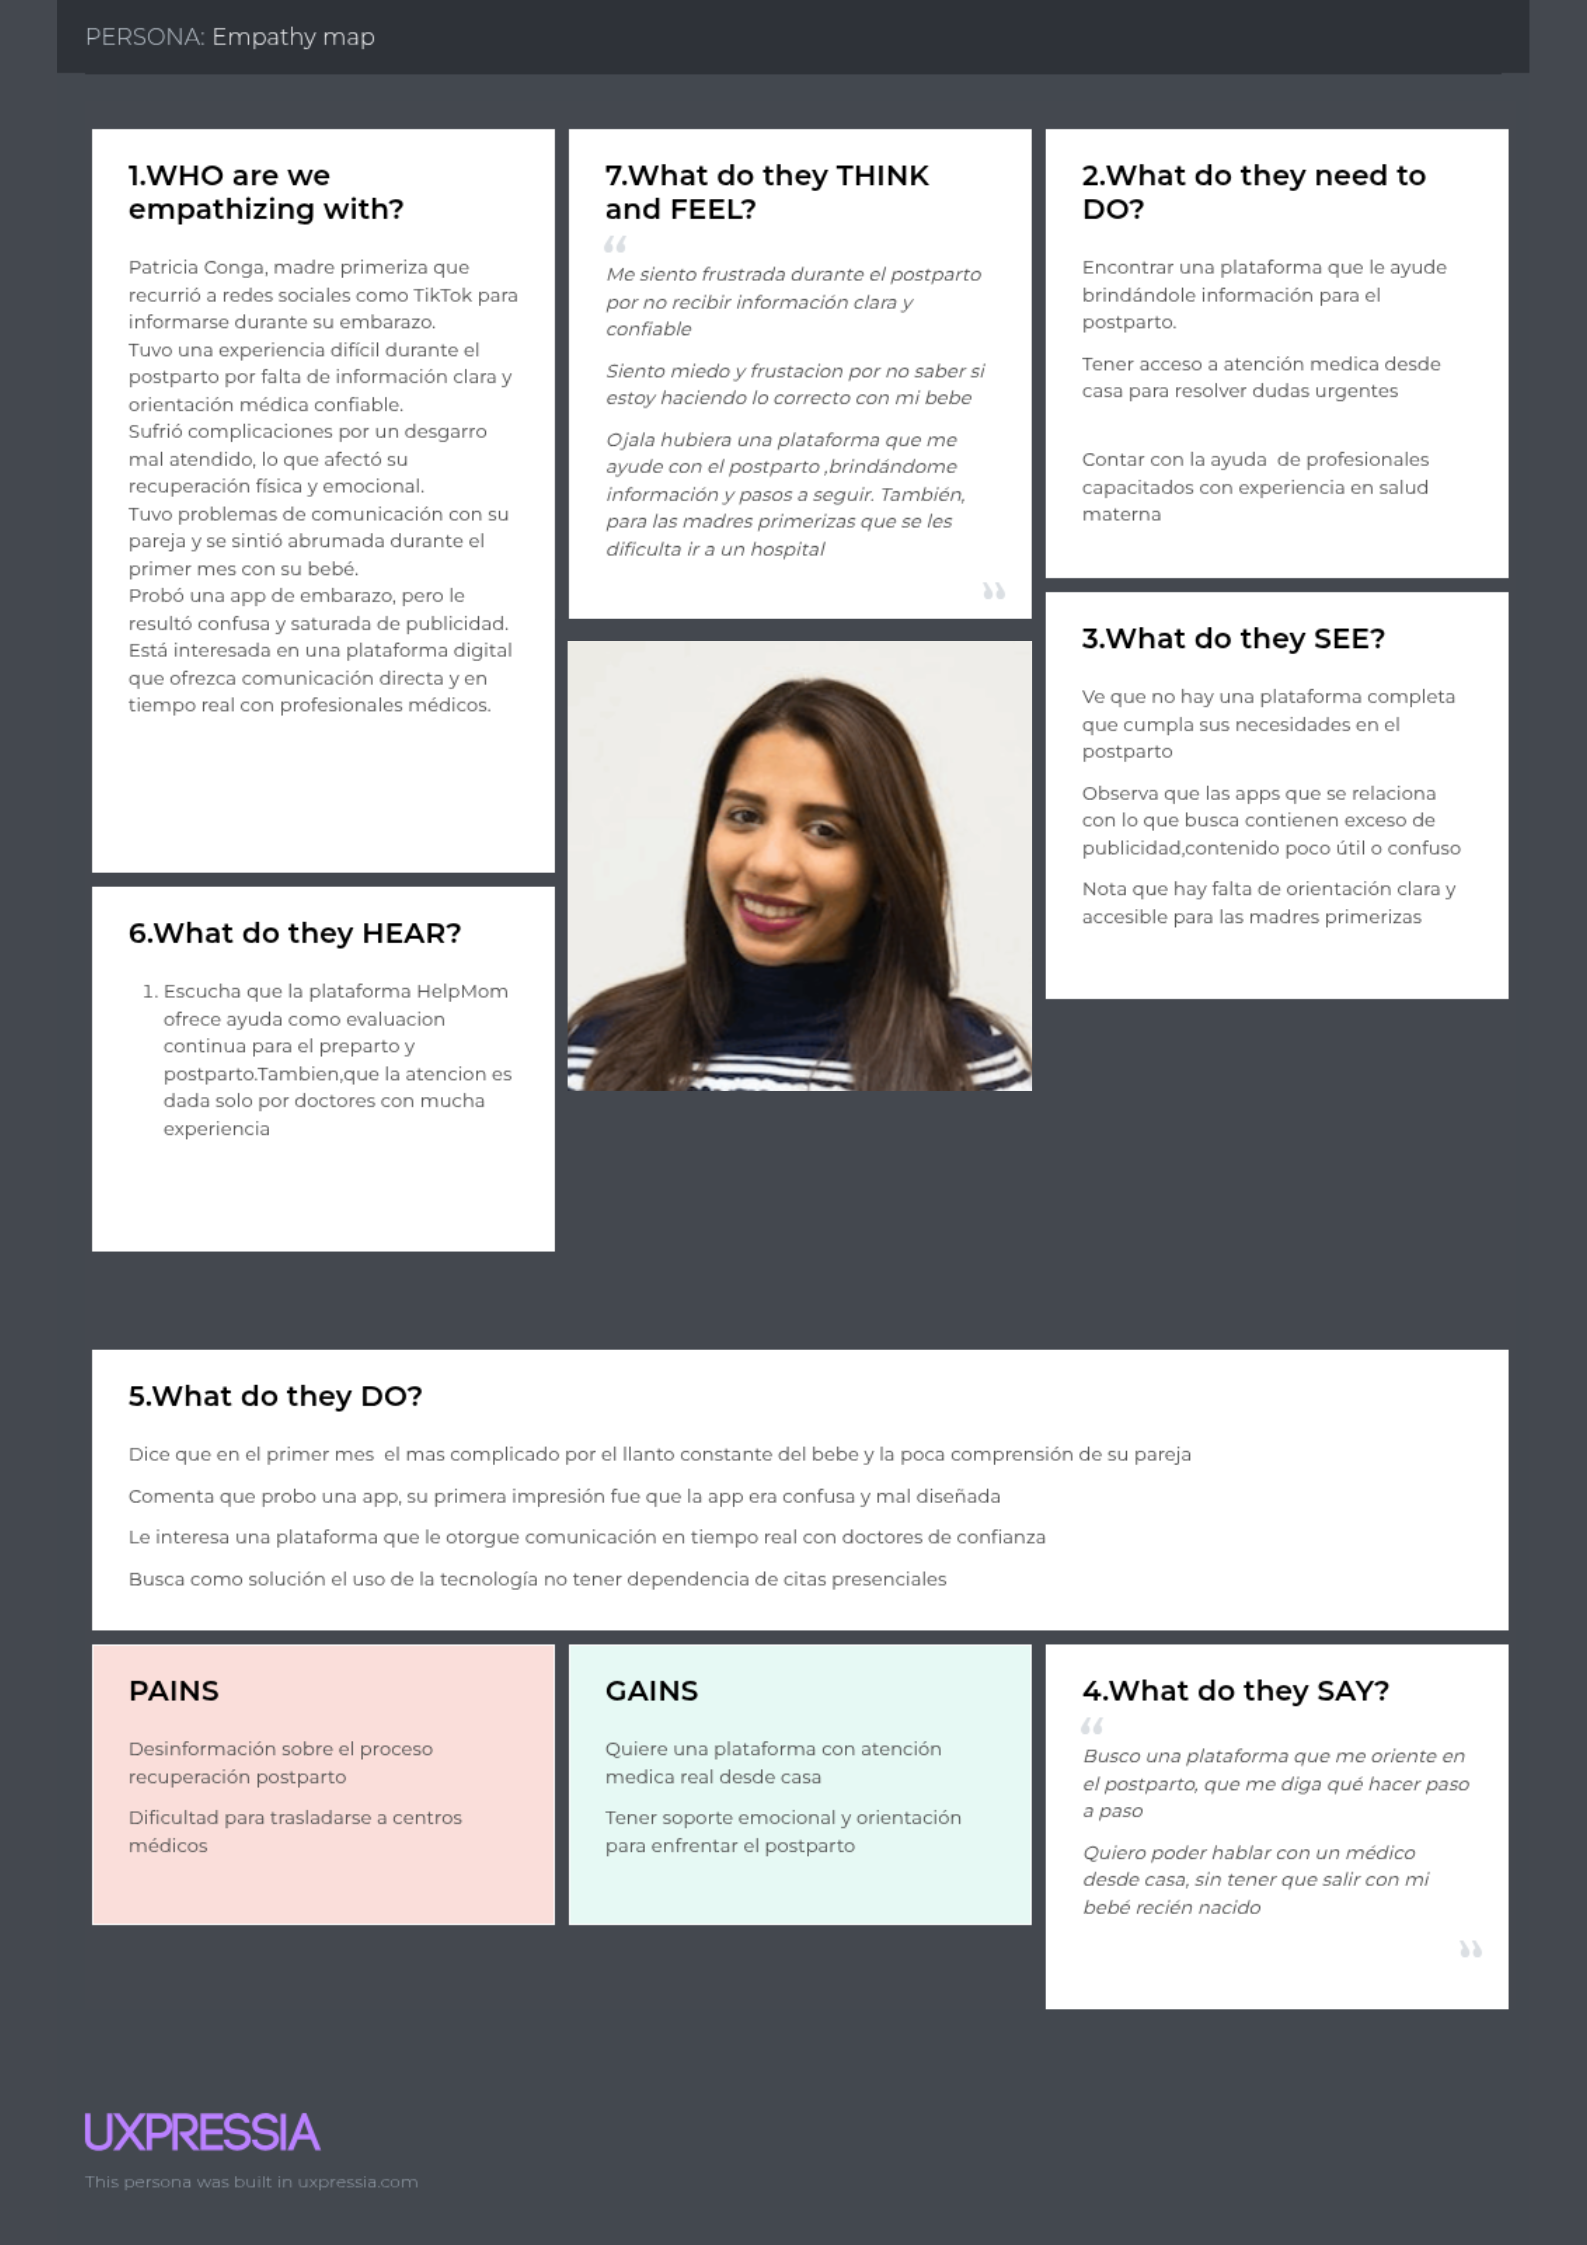 PERSONA: Empathy map
1.WHO are we
empathizing with?
Patricia Conga, madre primeriza que
recurrió a redes sociales como TikTok para
informarse durante su embarazo.
Tuvo una experiencia difícil durante el
postparto por falta de información clara y
orientación médica confiable.
Sufrió complicaciones por un desgarro
mal atendido, lo que afectó su
recuperación física y emocional.
Tuvo problemas de comunicación con su
pareja y se sintió abrumada durante el
primer mes con su bebé.
Probó una app de embarazo, pero le
resultó confusa y saturada de publicidad.
Está interesada en una plataforma digital
que ofrezca comunicación directa y en
tiempo real con profesionales médicos.
7.What do they THINK
and FEEL?
“
Me siento frustrada durante el postparto
por no recibir información clara y
confiable
Siento miedo y frustacion por no saber si
estoy haciendo lo correcto con mi bebe
Ojala hubiera una plataforma que me
ayude con el postparto ,brindándome
información y pasos a seguir. También,
para las madres primerizas que se les
dificulta ir a un hospital
”
2.What do they need to
DO?
Encontrar una plataforma que le ayude
brindándole información para el
postparto.
Tener acceso a atención medica desde
casa para resolver dudas urgentes
Contar con la ayuda  de profesionales
capacitados con experiencia en salud
materna
3.What do they SEE?
Ve que no hay una plataforma completa
que cumpla sus necesidades en el
postparto
Observa que las apps que se relaciona
con lo que busca contienen exceso de
publicidad,contenido poco útil o confuso
Nota que hay falta de orientación clara y
accesible para las madres primerizas
6.What do they HEAR?
1. Escucha que la plataforma HelpMom
ofrece ayuda como evaluacion
continua para el preparto y
postparto.Tambien,que la atencion es
dada solo por doctores con mucha
experiencia
5.What do they DO?
Dice que en el primer mes  el mas complicado por el llanto constante del bebe y la poca comprensión de su pareja
Comenta que probo una app, su primera impresión fue que la app era confusa y mal diseñada
Le interesa una plataforma que le otorgue comunicación en tiempo real con doctores de confianza
Busca como solución el uso de la tecnología no tener dependencia de citas presenciales
PAINS
Desinformación sobre el proceso
recuperación postparto
Dificultad para trasladarse a centros
médicos
GAINS
Quiere una plataforma con atención
medica real desde casa
Tener soporte emocional y orientación
para enfrentar el postparto
4.What do they SAY?
“
Busco una plataforma que me oriente en
el postparto, que me diga qué hacer paso
a paso
Quiero poder hablar con un médico
desde casa, sin tener que salir con mi
bebé recién nacido
”
UXPRESSIA
This persona was built in uxpressia.com